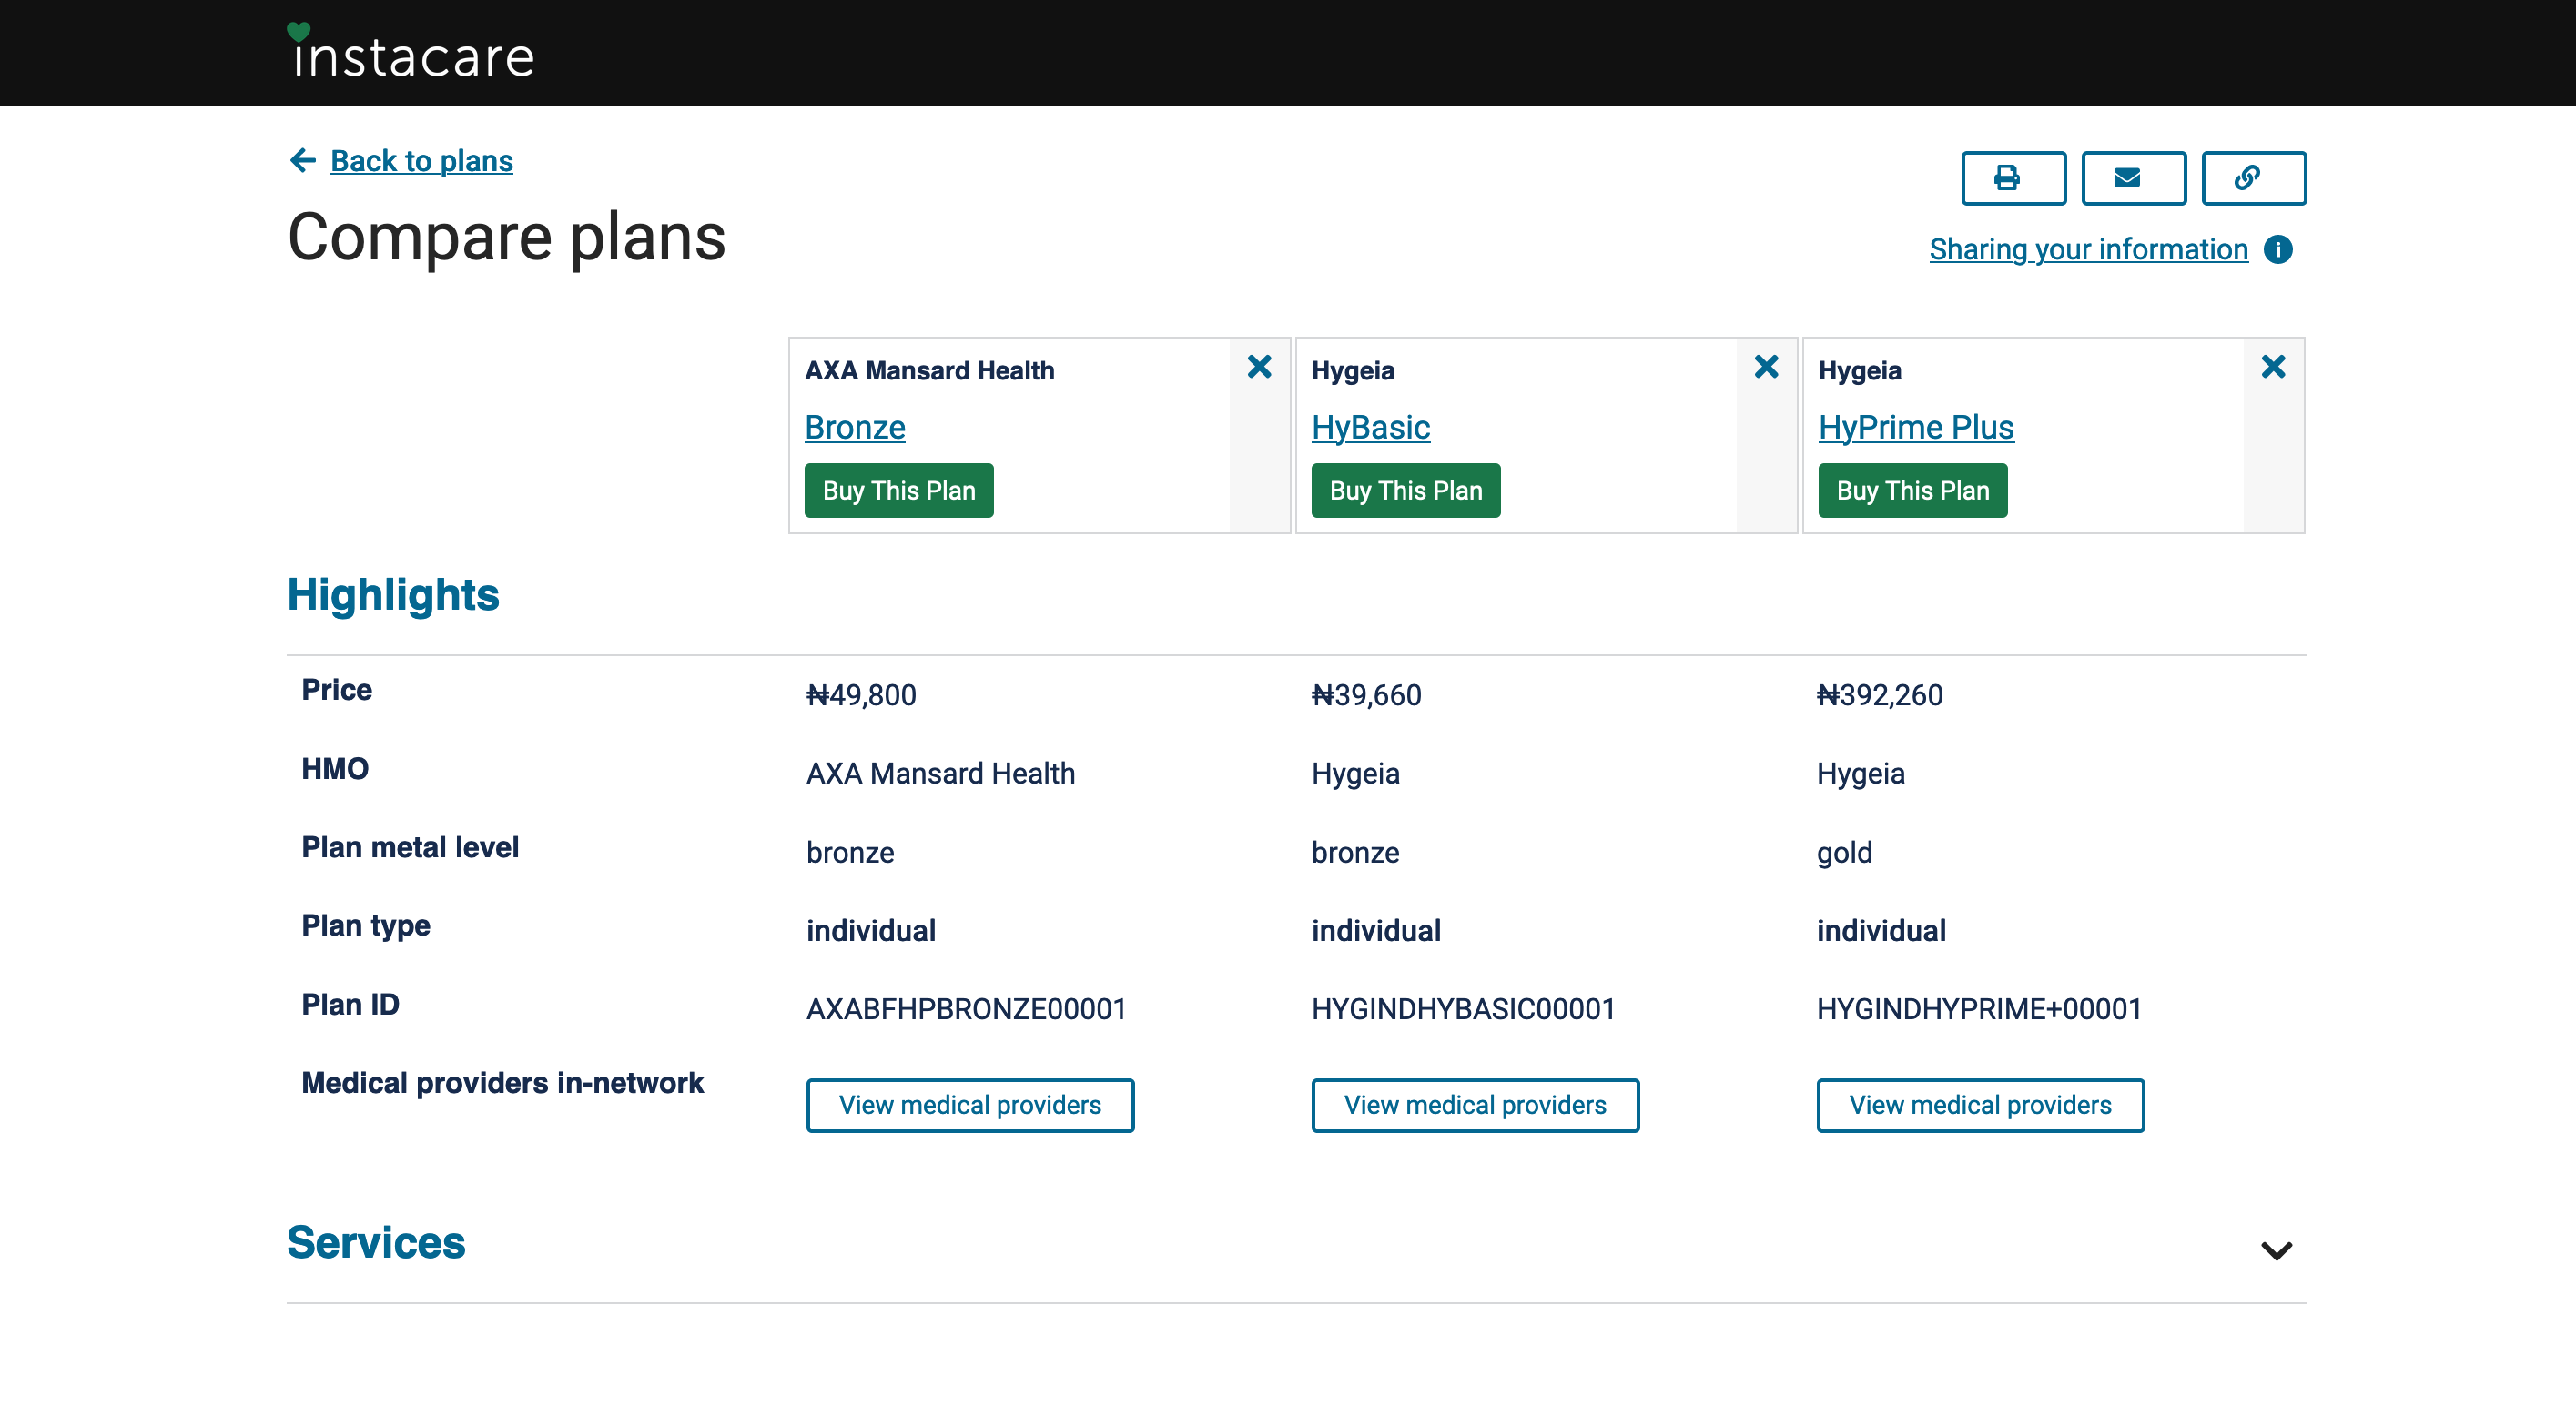 instacare
Back to plans
Compare plans
Sharing your information
AXA Mansard Health
Bronze
Buy This Plan
Hygeia
HyBasic
Buy This Plan
Hygeia
HyPrime Plus
Buy This Plan
Highlights
Price ₦49,800 ₦39,660 ₦392,260
HMO AXA Mansard Health Hygeia Hygeia
Plan metal level bronze bronze gold
Plan type individual individual individual
Plan ID AXABFHPBRONZE00001 HYGINDHYBASIC00001 HYGINDHYPRIME+00001
Medical providers in-network View medical providers View medical providers View medical providers
Services